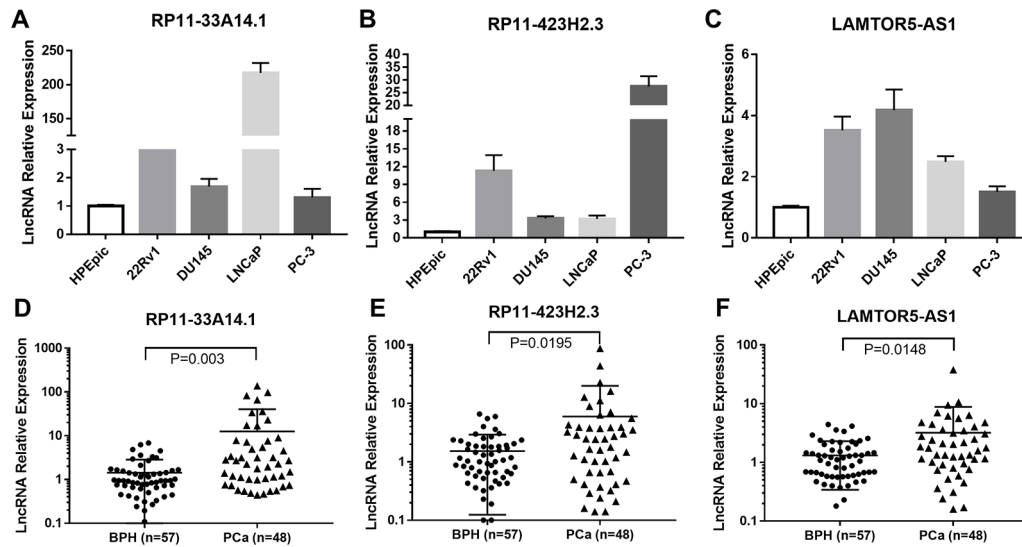 A
RP11-33A14.1
LncRNA Relative Expression
250
200
150
100
3
2
1
0
HPEpic
22Rv1
DU145
LNCaP
PC-3
B
RP11-423H2.3
LncRNA Relative Expression
40
35
30
25
20
18
15
12
9
6
3
0
HPEpic
22Rv1
DU145
LNCaP
PC-3
C
LAMTOR5-AS1
LncRNA Relative Expression
6
4
2
0
HPEpic
22Rv1
DU145
LNCaP
PC-3
D
RP11-33A14.1
LncRNA Relative Expression
1000
100
10
1
0.1
P=0.003
BPH (n=57)
PCa (n=48)
E
RP11-423H2.3
LncRNA Relative Expression
100
10
1
0.1
P=0.0195
BPH (n=57)
PCa (n=48)
F
LAMTOR5-AS1
LncRNA Relative Expression
100
10
1
0.1
P=0.0148
BPH (n=57)
PCa (n=48)